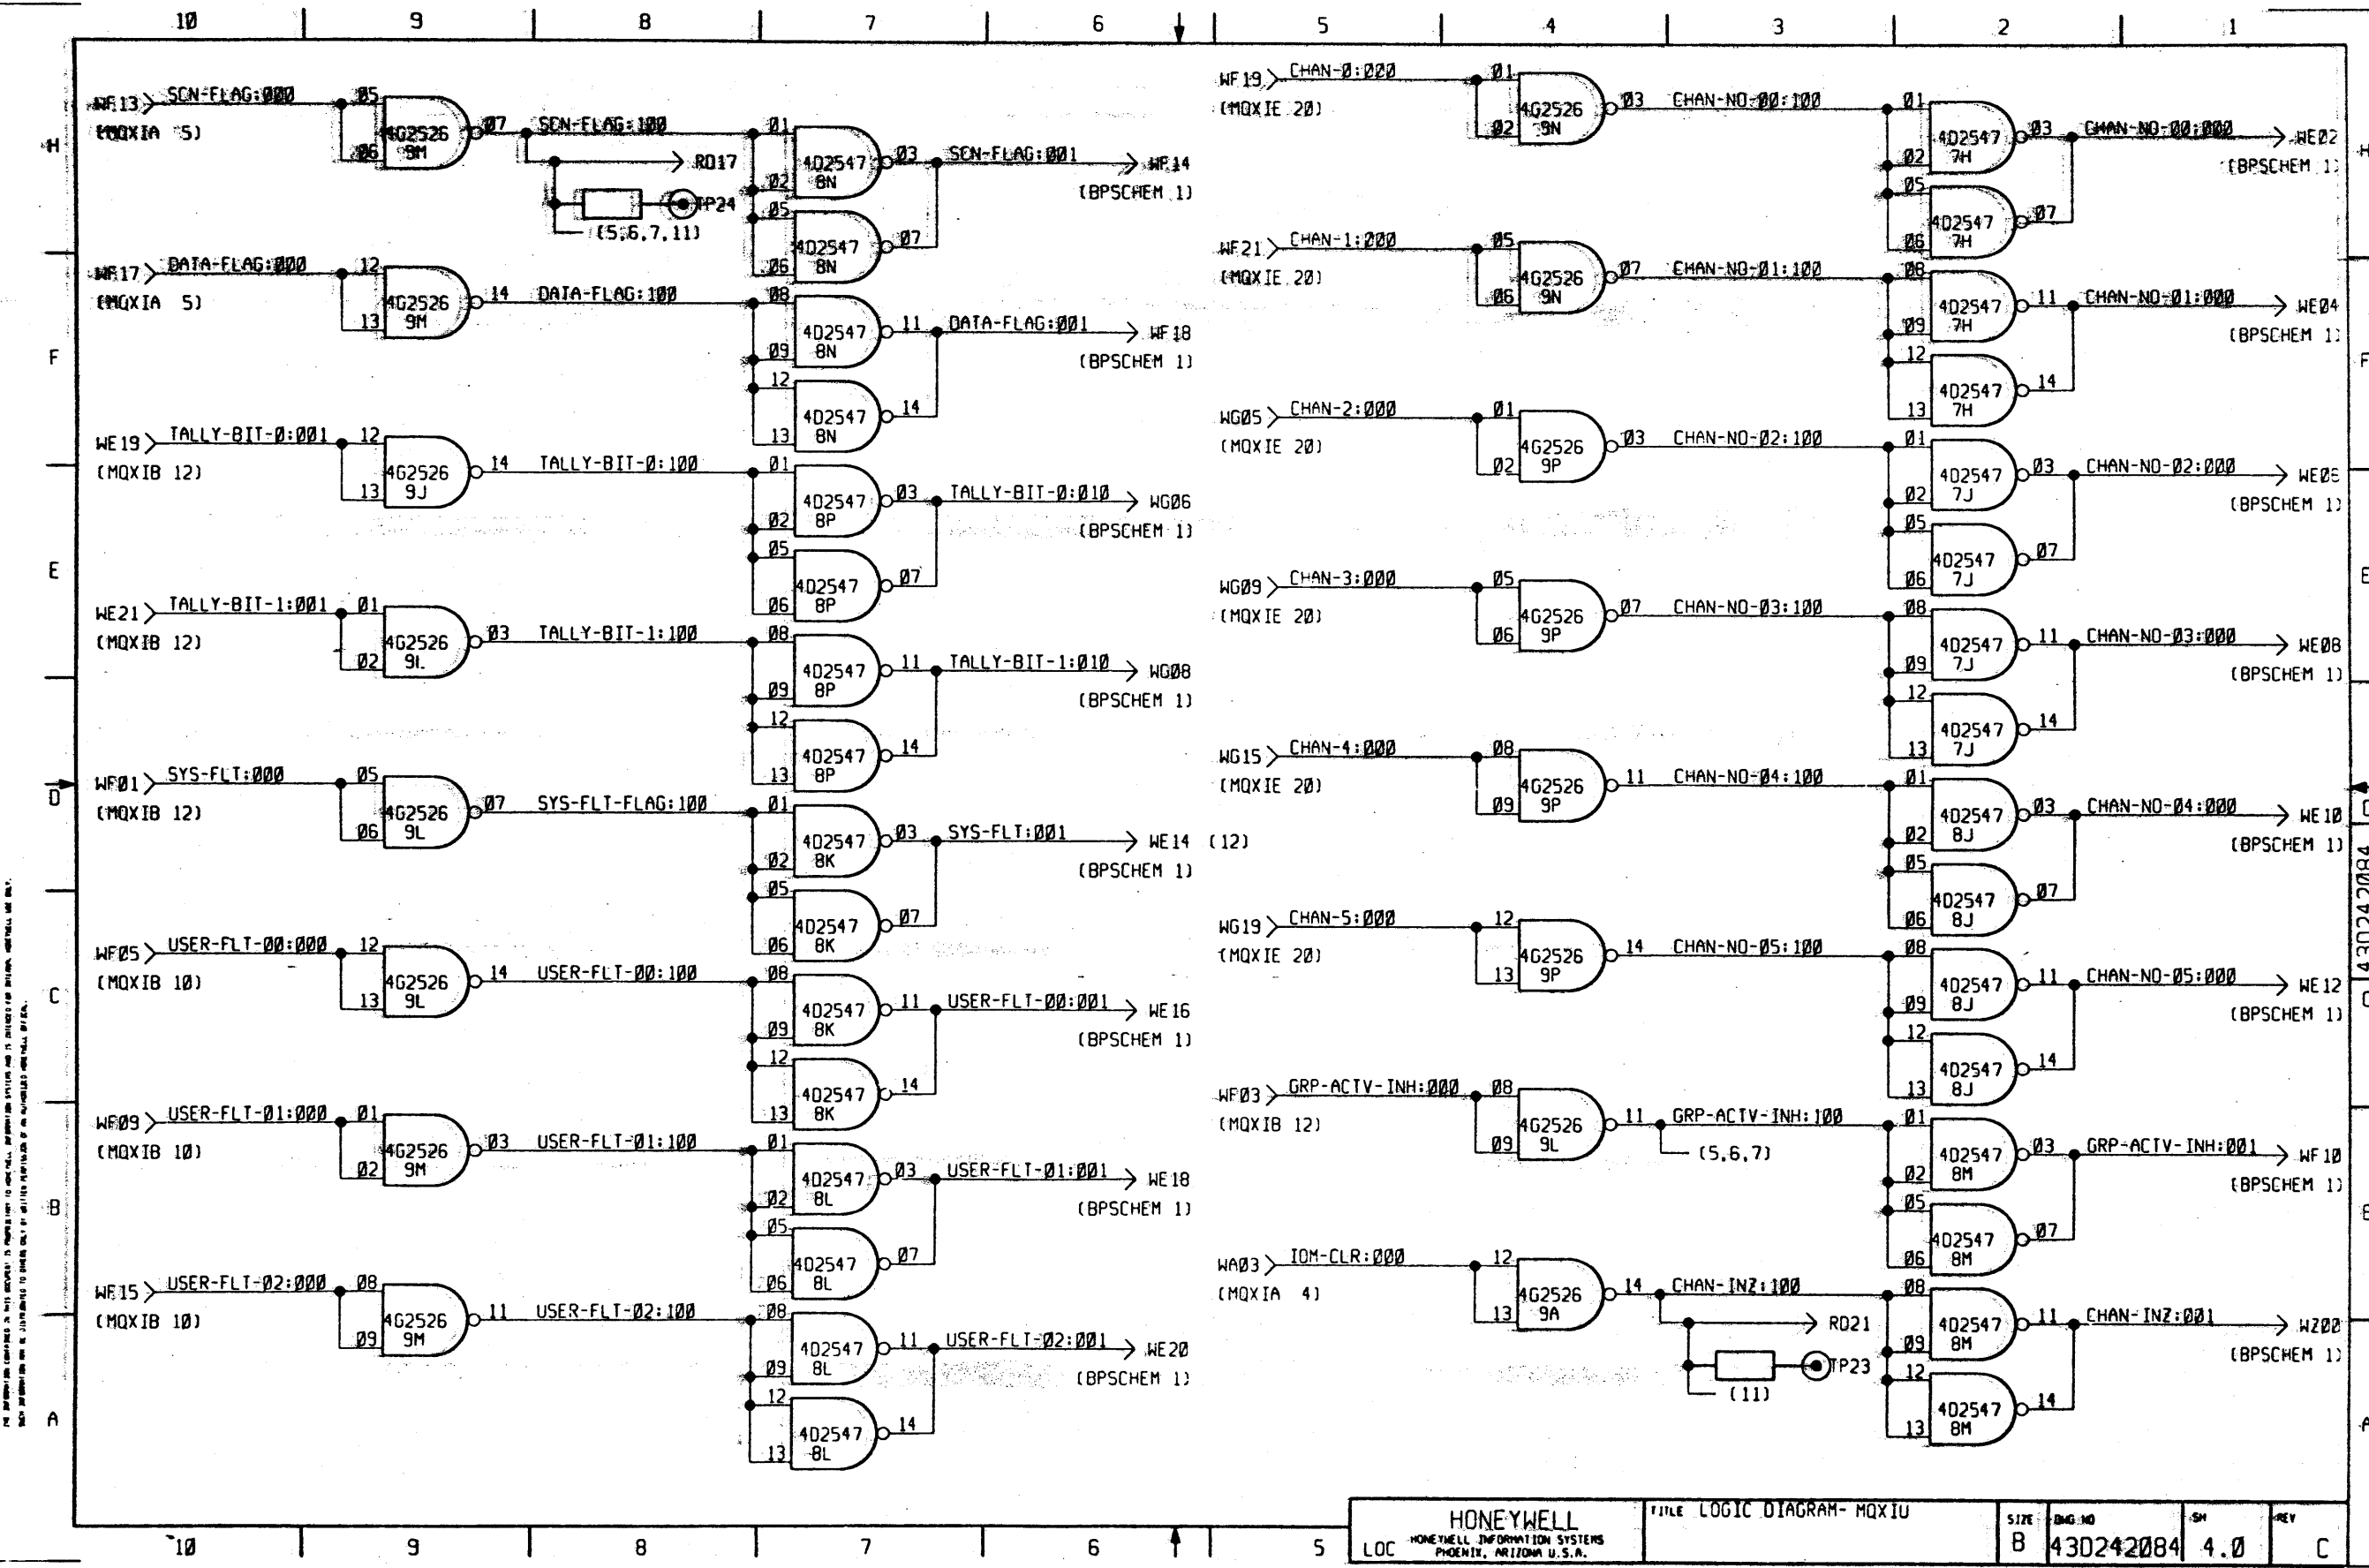 10 9 8 7 6 5 4 3 2 1
H
WF13 SCN-FLAG:000 05 07 SCN-FLAG:100 01 03 SCN-FLAG:001 WF14
(MQXIA 5) 06 4G2526 9M RD17 02 4D2547 8N (BPSCHEM 1)
TP24
(5,6,7,11)
05 06 4D2547 8N 07
WF17 DATA-FLAG:000 12 14 DATA-FLAG:100 08 11 DATA-FLAG:001 WF18
(MQXIA 5) 13 4G2526 9M 09 4D2547 8N (BPSCHEM 1)
F
12 13 4D2547 8N 14
WE19 TALLY-BIT-0:001 12 14 TALLY-BIT-0:100 01 03 TALLY-BIT-0:010 WG06
(MQXIB 12) 13 4G2526 9J 02 4D2547 8P (BPSCHEM 1)
E
05 06 4D2547 8P 07
WE21 TALLY-BIT-1:001 01 03 TALLY-BIT-1:100 08 11 TALLY-BIT-1:010 WG08
(MQXIB 12) 02 4G2526 9L 09 4D2547 8P (BPSCHEM 1)
12 13 4D2547 8P 14
D
WF01 SYS-FLT:000 05 07 SYS-FLT-FLAG:100 01 03 SYS-FLT:001 WE14 (12)
(MQXIB 12) 06 4G2526 9L 02 4D2547 8K (BPSCHEM 1)
05 06 4D2547 8K 07
WF05 USER-FLT-00:000 12 14 USER-FLT-00:100 08 11 USER-FLT-00:001 WE16
(MQXIB 10) 13 4G2526 9L 09 4D2547 8K (BPSCHEM 1)
C
12 13 4D2547 8K 14
WF09 USER-FLT-01:000 01 03 USER-FLT-01:100 01 03 USER-FLT-01:001 WE18
(MQXIB 10) 02 4G2526 9M 02 4D2547 8L (BPSCHEM 1)
B
05 06 4D2547 8L 07
WF15 USER-FLT-02:000 08 11 USER-FLT-02:100 08 11 USER-FLT-02:001 WE20
(MQXIB 10) 09 4G2526 9M 09 4D2547 8L (BPSCHEM 1)
A
12 13 4D2547 8L 14
WF19 CHAN-0:000 01 03 CHAN-NO-00:100 01 03 CHAN-NO-00:000 WE02
(MQXIE 20) 02 4G2526 9N 02 4D2547 7H (BPSCHEM 1)
H
05 06 4D2547 7H 07
WF21 CHAN-1:000 05 07 CHAN-NO-01:100 08 11 CHAN-NO-01:000 WE04
(MQXIE 20) 06 4G2526 9N 09 4D2547 7H (BPSCHEM 1)
F
12 13 4D2547 7H 14
WG05 CHAN-2:000 01 03 CHAN-NO-02:100 01 03 CHAN-NO-02:000 WE06
(MQXIE 20) 02 4G2526 9P 02 4D2547 7J (BPSCHEM 1)
05 06 4D2547 7J 07
E
WG09 CHAN-3:000 05 07 CHAN-NO-03:100 08 11 CHAN-NO-03:000 WE08
(MQXIE 20) 06 4G2526 9P 09 4D2547 7J (BPSCHEM 1)
12 13 4D2547 7J 14
WG15 CHAN-4:000 08 11 CHAN-NO-04:100 01 03 CHAN-NO-04:000 WE10
(MQXIE 20) 09 4G2526 9P 02 4D2547 8J (BPSCHEM 1)
05 06 4D2547 8J 07
43D242084
WG19 CHAN-5:000 12 14 CHAN-NO-05:100 08 11 CHAN-NO-05:000 WE12
(MQXIE 20) 13 4G2526 9P 09 4D2547 8J (BPSCHEM 1)
12 13 4D2547 8J 14
WF03 GRP-ACTV-INH:000 08 11 GRP-ACTV-INH:100 01 03 GRP-ACTV-INH:001 WF10
(MQXIB 12) 09 4G2526 9L (5,6,7) 02 4D2547 8M (BPSCHEM 1)
05 06 4D2547 8M 07
WA03 IOM-CLR:000 12 14 CHAN-INZ:100 08 11 CHAN-INZ:001 WZ00
(MQXIA 4) 13 4G2526 9A RD21 09 4D2547 8M (BPSCHEM 1)
TP23
(11)
12 13 4D2547 8M 14
A
10 9 8 7 6 5
LOC HONEYWELL
HONEYWELL INFORMATION SYSTEMS
PHOENIX, ARIZONA U.S.A.
TITLE LOGIC DIAGRAM- MQXIU
SIZE B
DWG NO 43D242084
SH 4.0
REV C